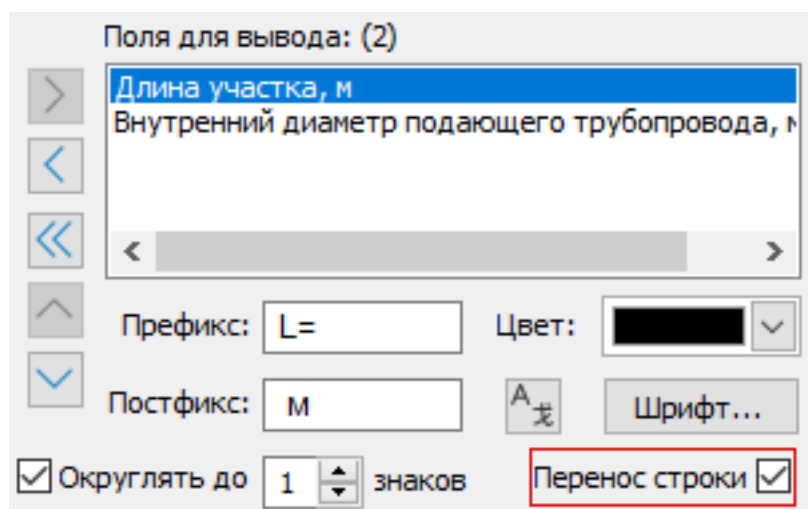 Поля для вывода: (2)
Длина участка, м
Внутренний диаметр подающего трубопровода, м
Префикс: L= Цвет:
Постфикс: м Шрифт...
Округлять до 1 знаков Перенос строки